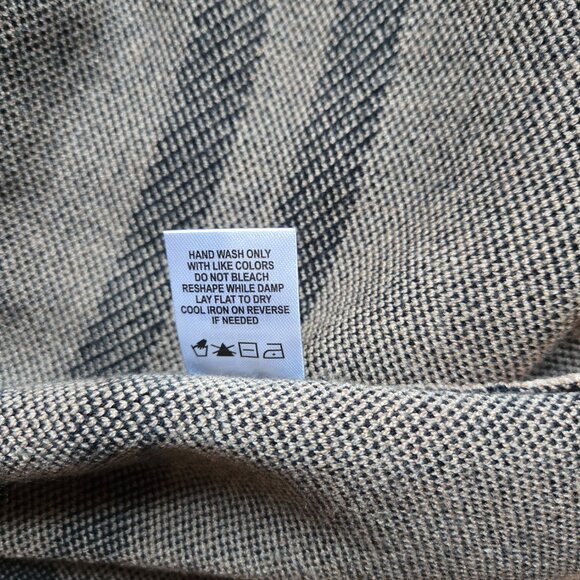 HAND WASH ONLY
WITH LIKE COLORS
DO NOT BLEACH
RESHAPE WHILE DAMP
LAY FLAT TO DRY
COOL IRON ON REVERSE
IF NEEDED